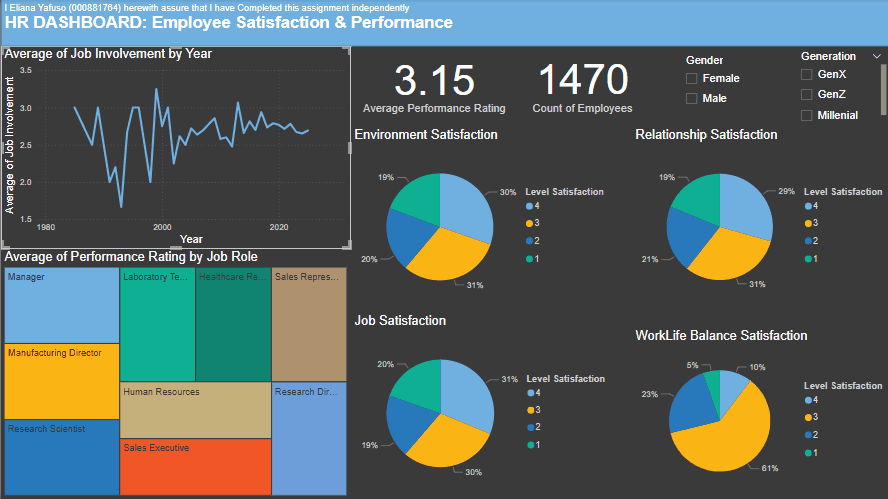 I Eliana Yafuso (000881764) herewith assure that I have Completed this assignment independently
HR DASHBOARD: Employee Satisfaction & Performance
Average of Job Involvement by Year
Average of Job Involvement
3.5
3.0
2.5
2.0
1.5
1980
2000
2020
Year
3.15
Average Performance Rating
1470
Count of Employees
Gender
Female
Male
Generation
GenX
GenZ
Millenial
Environment Satisfaction
19%
30%
20%
31%
Level Satisfaction
4
3
2
1
Relationship Satisfaction
19%
29%
21%
31%
Level Satisfaction
4
3
2
1
Average of Performance Rating by Job Role
Manager
Manufacturing Director
Research Scientist
Laboratory Te...
Healthcare Re...
Sales Repres...
Human Resources
Sales Executive
Research Dir...
Job Satisfaction
20%
31%
19%
30%
Level Satisfaction
4
3
2
1
WorkLife Balance Satisfaction
5%
10%
23%
61%
Level Satisfaction
4
3
2
1